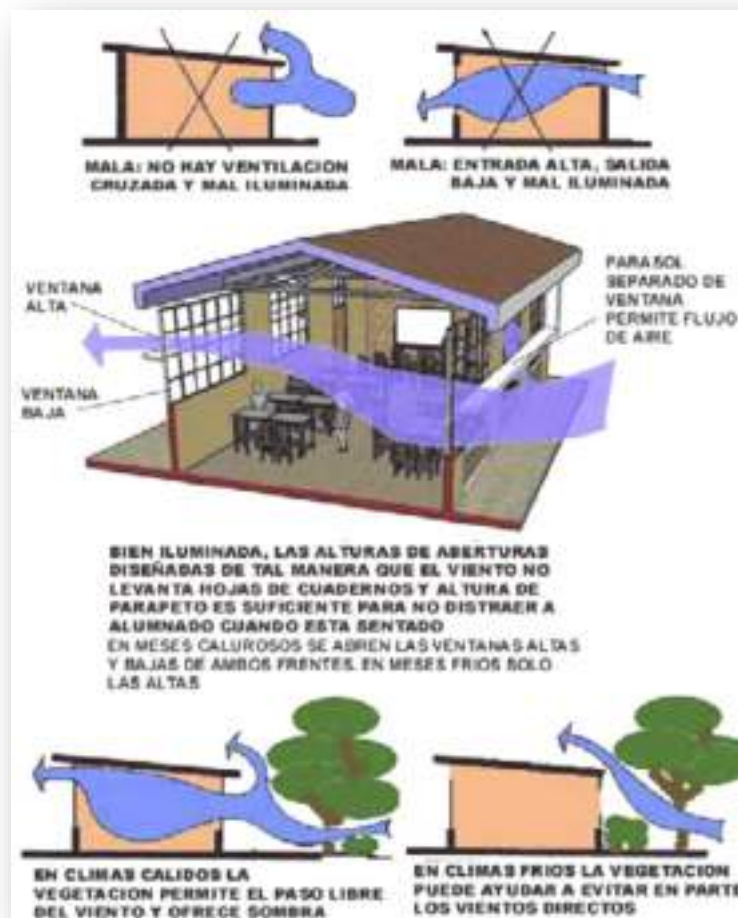 MALA: NO HAY VENTILACION
CRUZADA Y MAL ILUMINADA
MALA: ENTRADA ALTA, SALIDA
BAJA Y MAL ILUMINADA
VENTANA
ALTA
VENTANA
BAJA
PARASOL
SEPARADO DE
VENTANA
PERMITE FLUJO
DE AIRE
BIEN ILUMINADA, LAS ALTURAS DE ABERTURAS
DISEÑADAS DE TAL MANERA QUE EL VIENTO NO
LEVANTA HOJAS DE CUADERNOS Y ALTURA DE
PARAPETO ES SUFICIENTE PARA NO DISTRAER A
ALUMNADO CUANDO ESTA SENTADO
EN MESES CALUROSOS SE ABREN LAS VENTANAS ALTAS
Y BAJAS DE AMBOS FRENTES. EN MESES FRIOS SOLO
LAS ALTAS
EN CLIMAS CALIDOS LA
VEGETACION PERMITE EL PASO LIBRE
DEL VIENTO Y OFRECE SOMBRA
EN CLIMAS FRIOS LA VEGETACION
PUEDE AYUDAR A EVITAR EN PARTE
LOS VIENTOS DIRECTOS